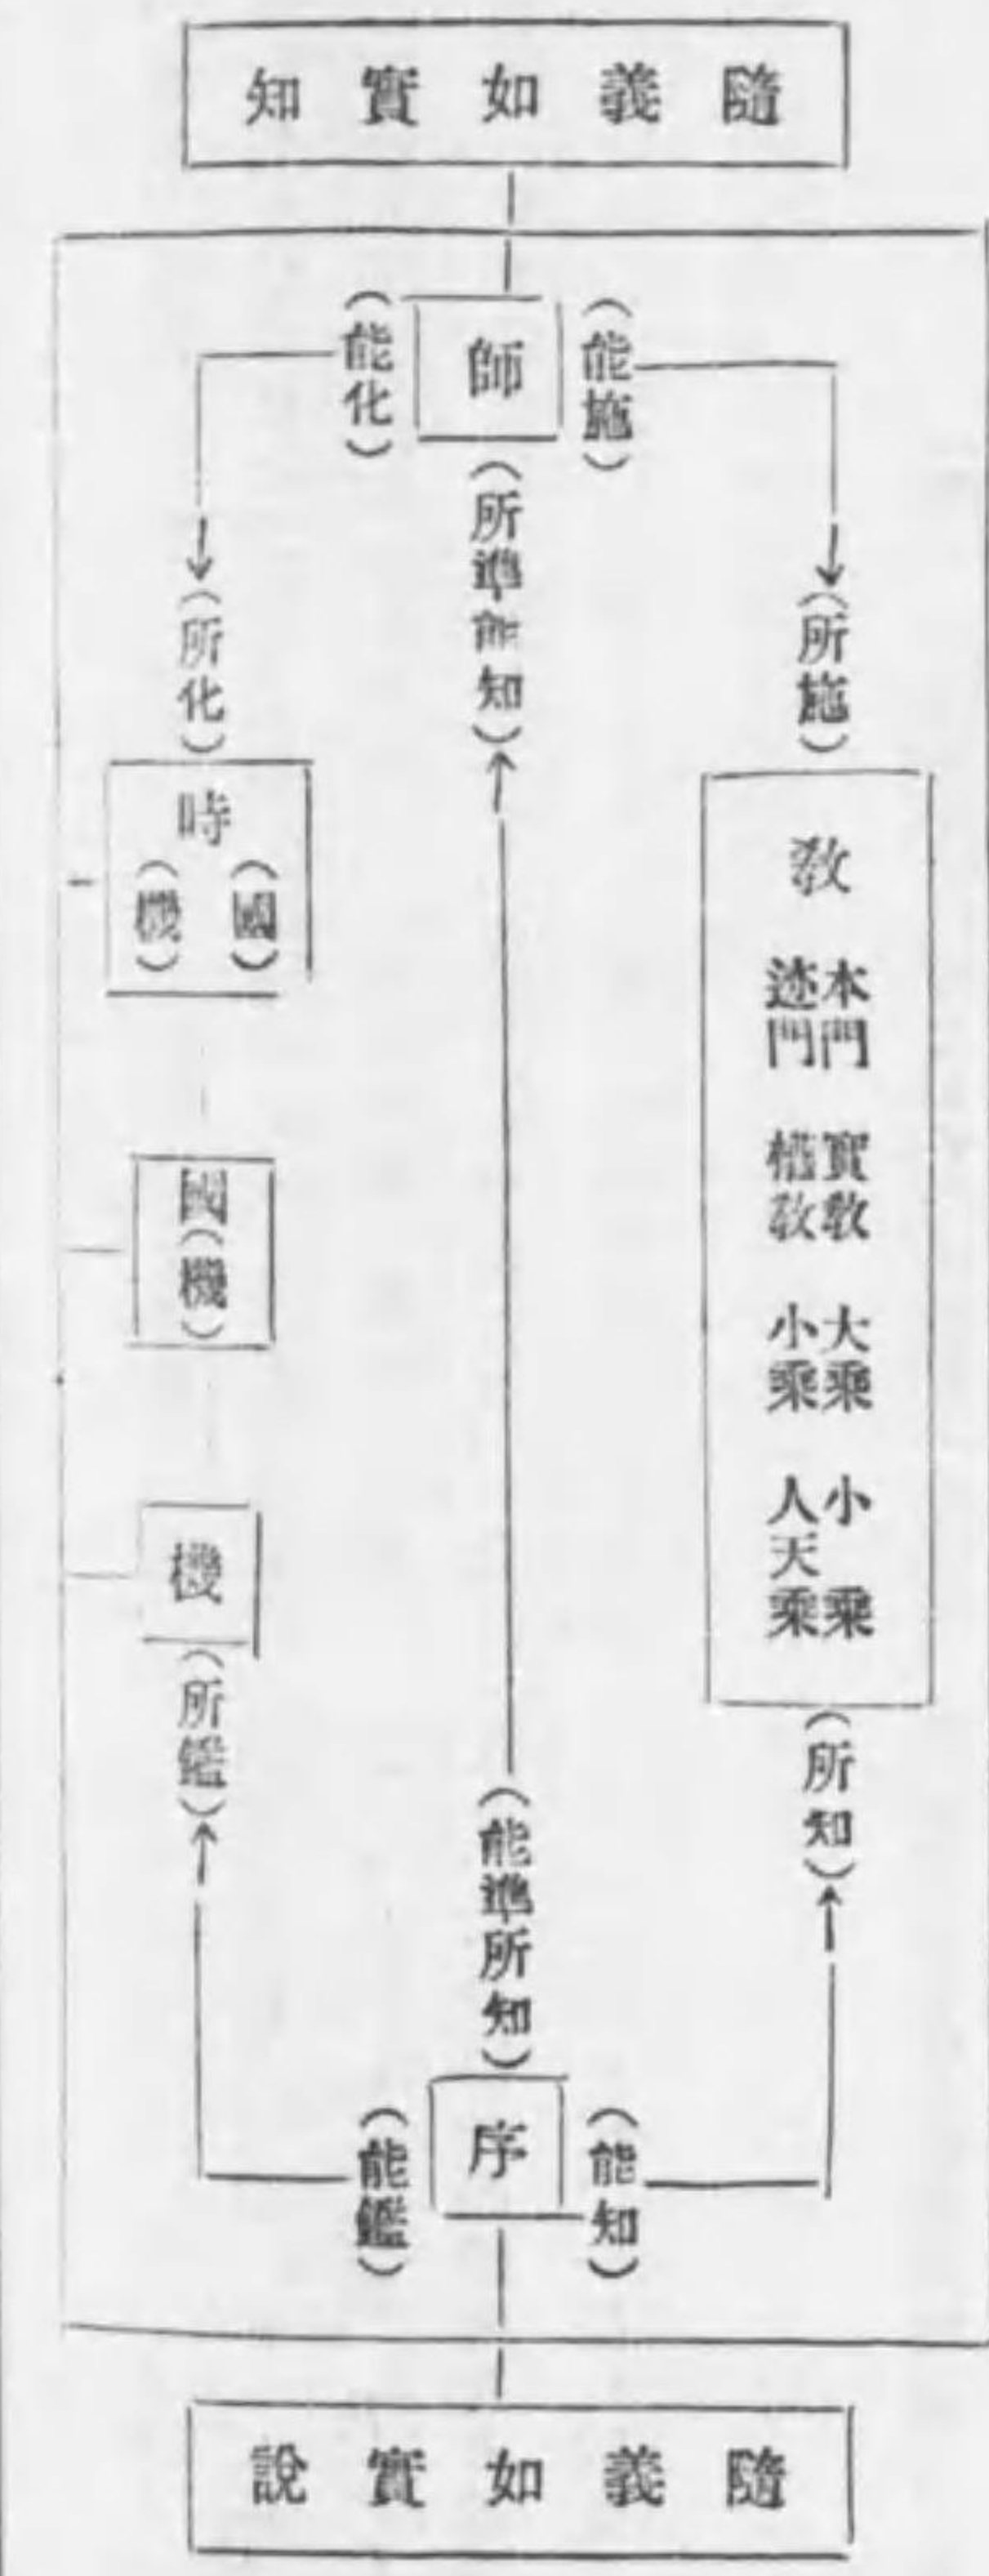 隨義如實知
師
(能施)
(能化)
(所準能知)
(所施)
(所化)
教
本門 實教 大乘 小乘
迹門 權教 小乘 人天乘
時
(國)
(機)
國(機)
機
(所鑑)
(所知)
(能準所知)
序
(能知)
(能鑑)
隨義如實說